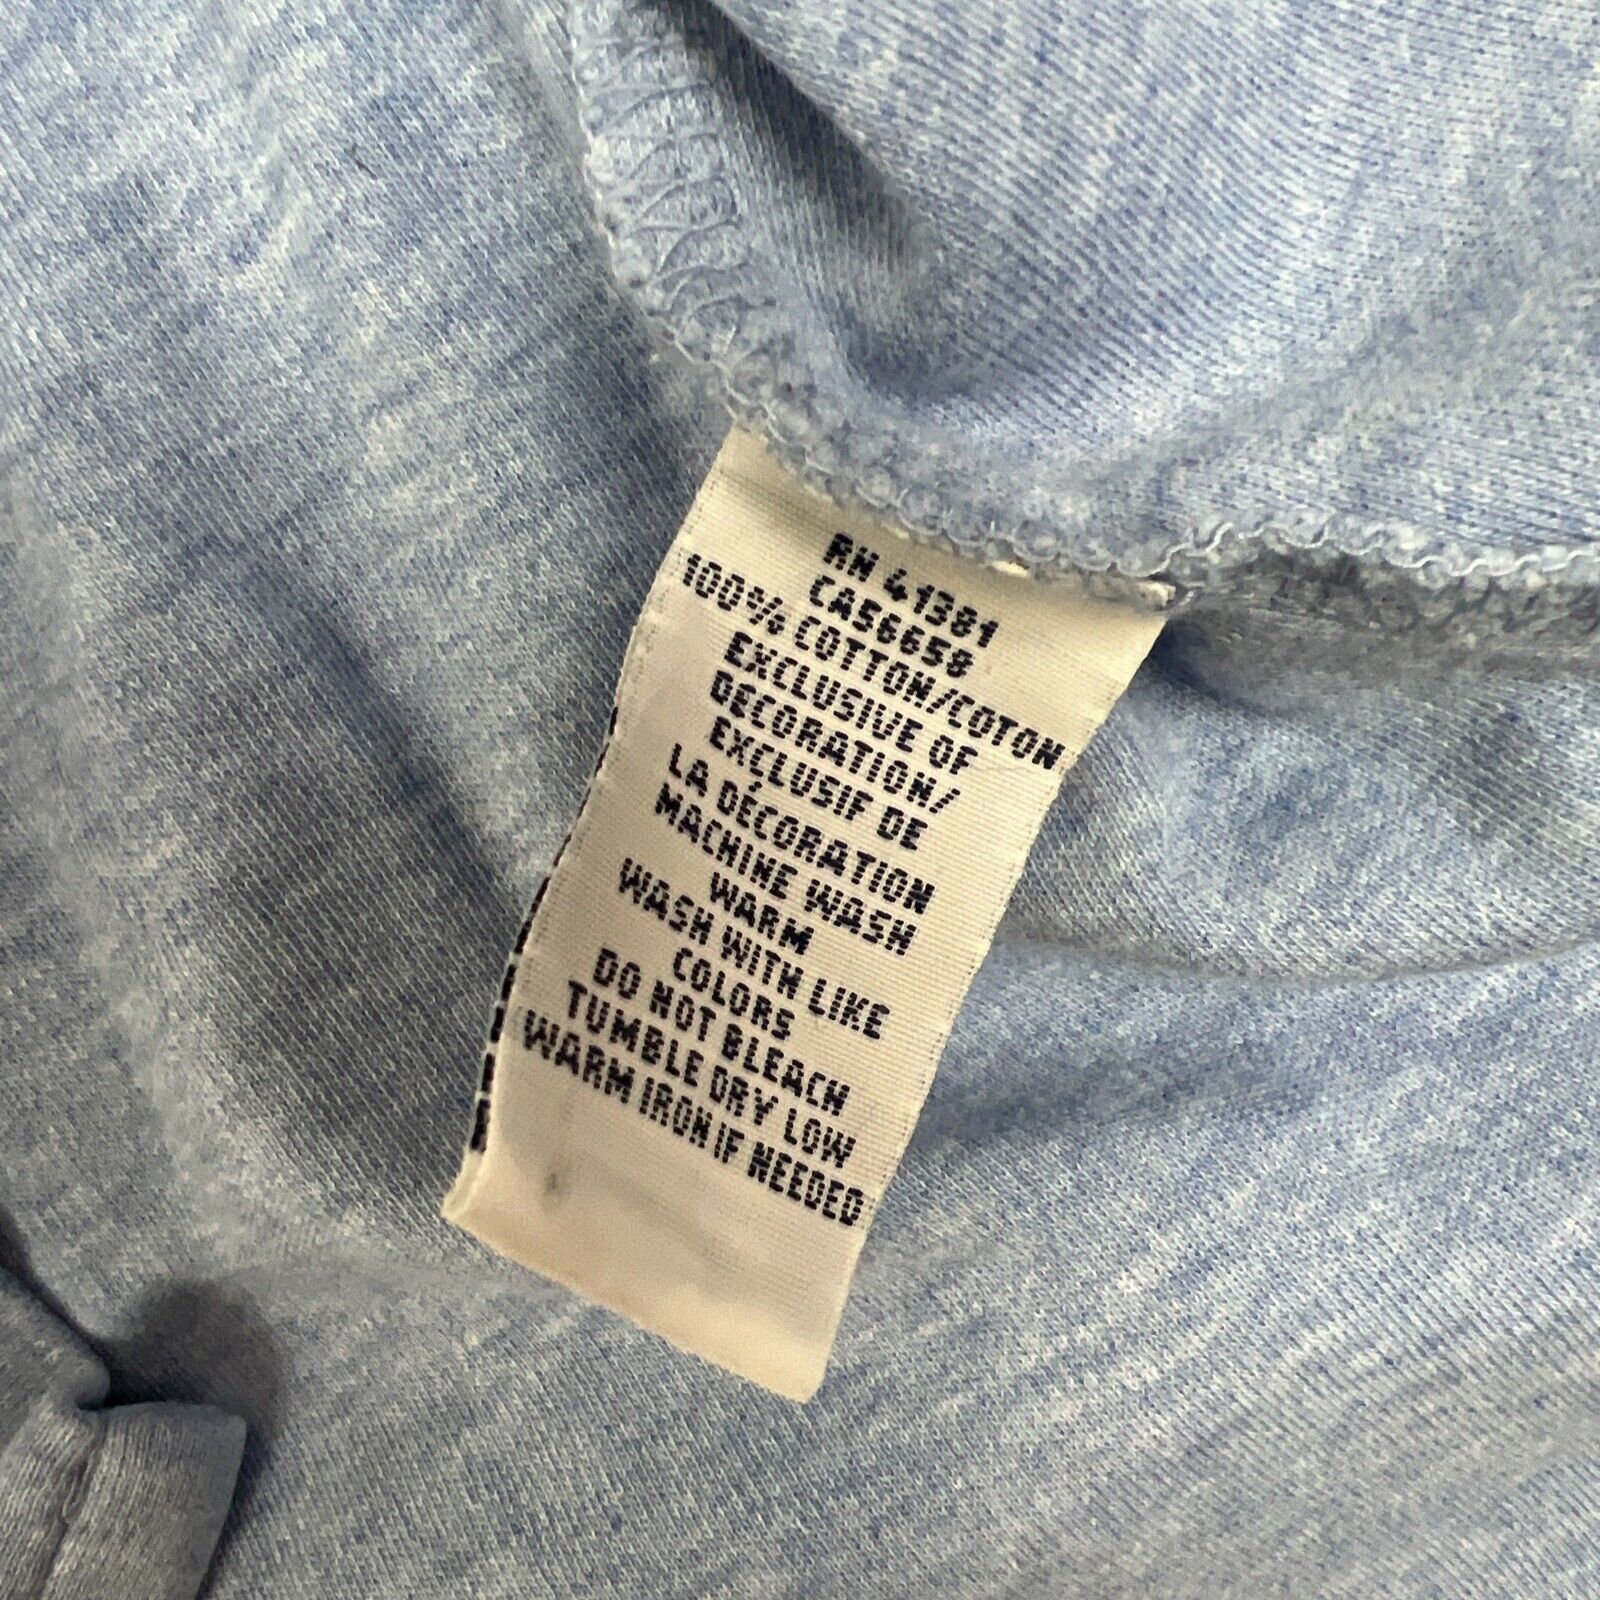 RN 41381
CA56658
100% COTTON/COTON
EXCLUSIVE OF
DECORATION/
EXCLUSIF DE
LA DÉCORATION
MACHINE WASH
WARM
WASH WITH LIKE
COLORS
DO NOT BLEACH
TUMBLE DRY LOW
WARM IRON IF NEEDED